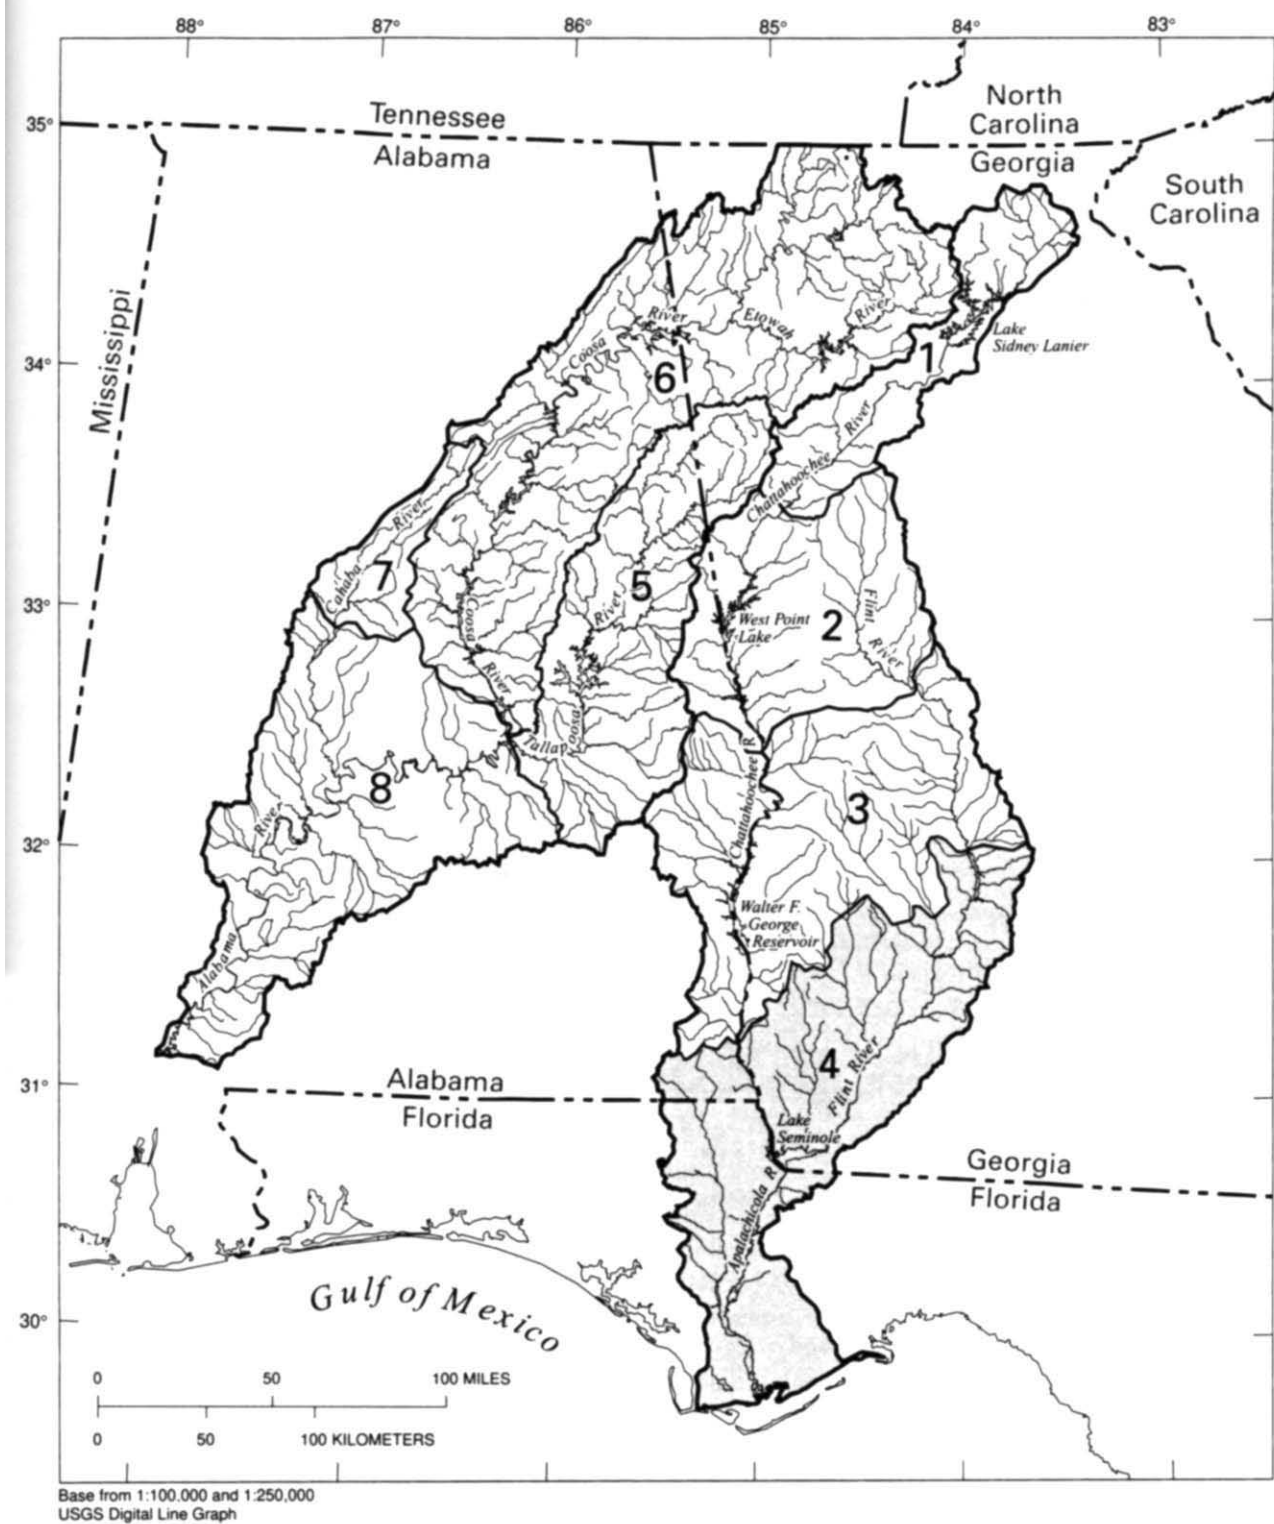 88° 87° 86° 85° 84° 83°
35°
34°
33°
32°
31°
30°
Tennessee
Alabama
North
Carolina
Georgia
South
Carolina
Mississippi
Coosa
River
Etowah
River
Lake
Sidney Lanier
1
6
Chattahoochee
River
Cahaba
River
7
5
River
Coosa
River
Tallapoosa
West Point
Lake
2
Flint
River
8
River
Alabama
Chattahoochee R
3
Walter F.
George
Reservoir
4
Flint River
Alabama
Florida
Lake
Seminole
Georgia
Florida
Apalachicola R
Gulf of Mexico
0 50 100 MILES
0 50 100 KILOMETERS
Base from 1:100.000 and 1:250,000
USGS Digital Line Graph